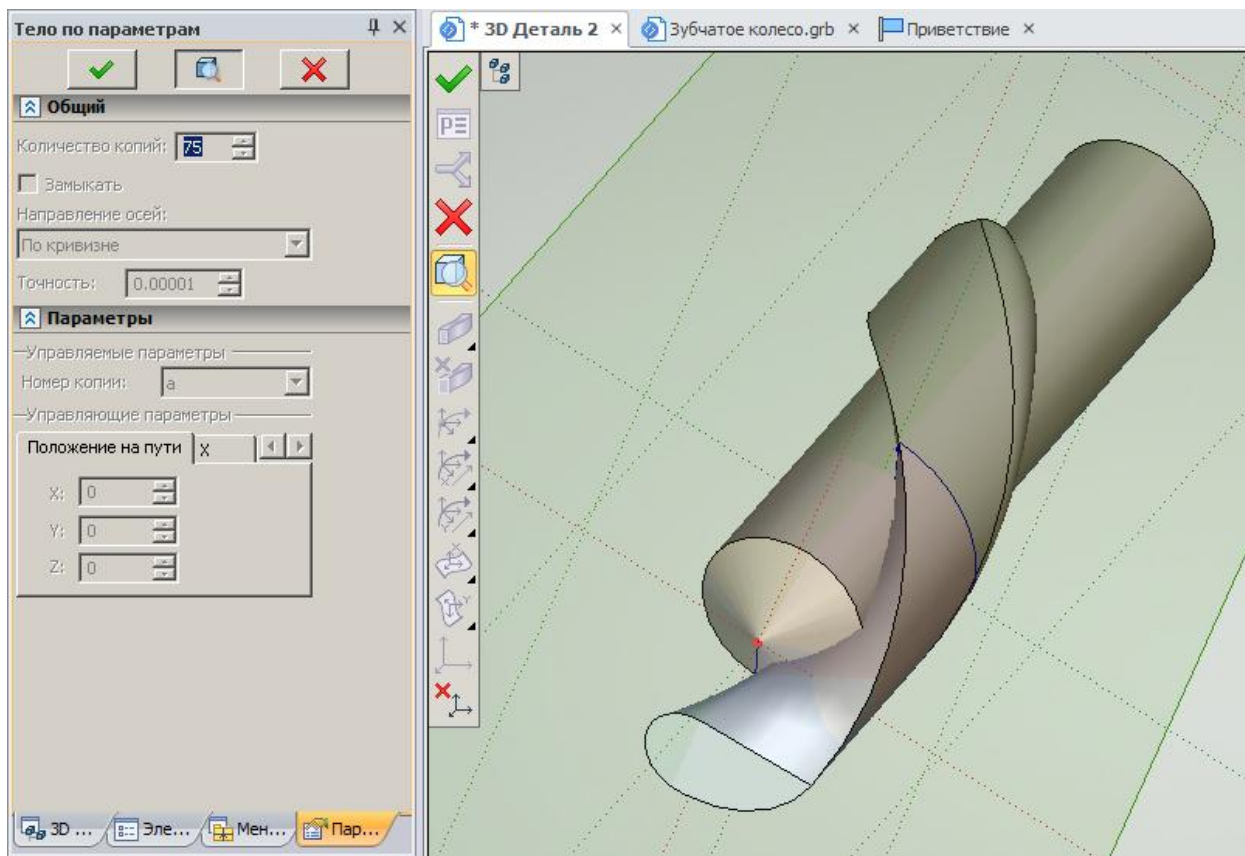 Тело по параметрам
* 3D Деталь 2
Зубчатое колесо.grb
Приветствие
Общий
Количество копий: 75
Замыкать
Направление осей:
По кривизне
Точность: 0.00001
Параметры
Управляемые параметры
Номер копии: a
Управляющие параметры
Положение на пути x
X: 0
Y: 0
Z: 0
3D ... Эле... Мен... Пар...